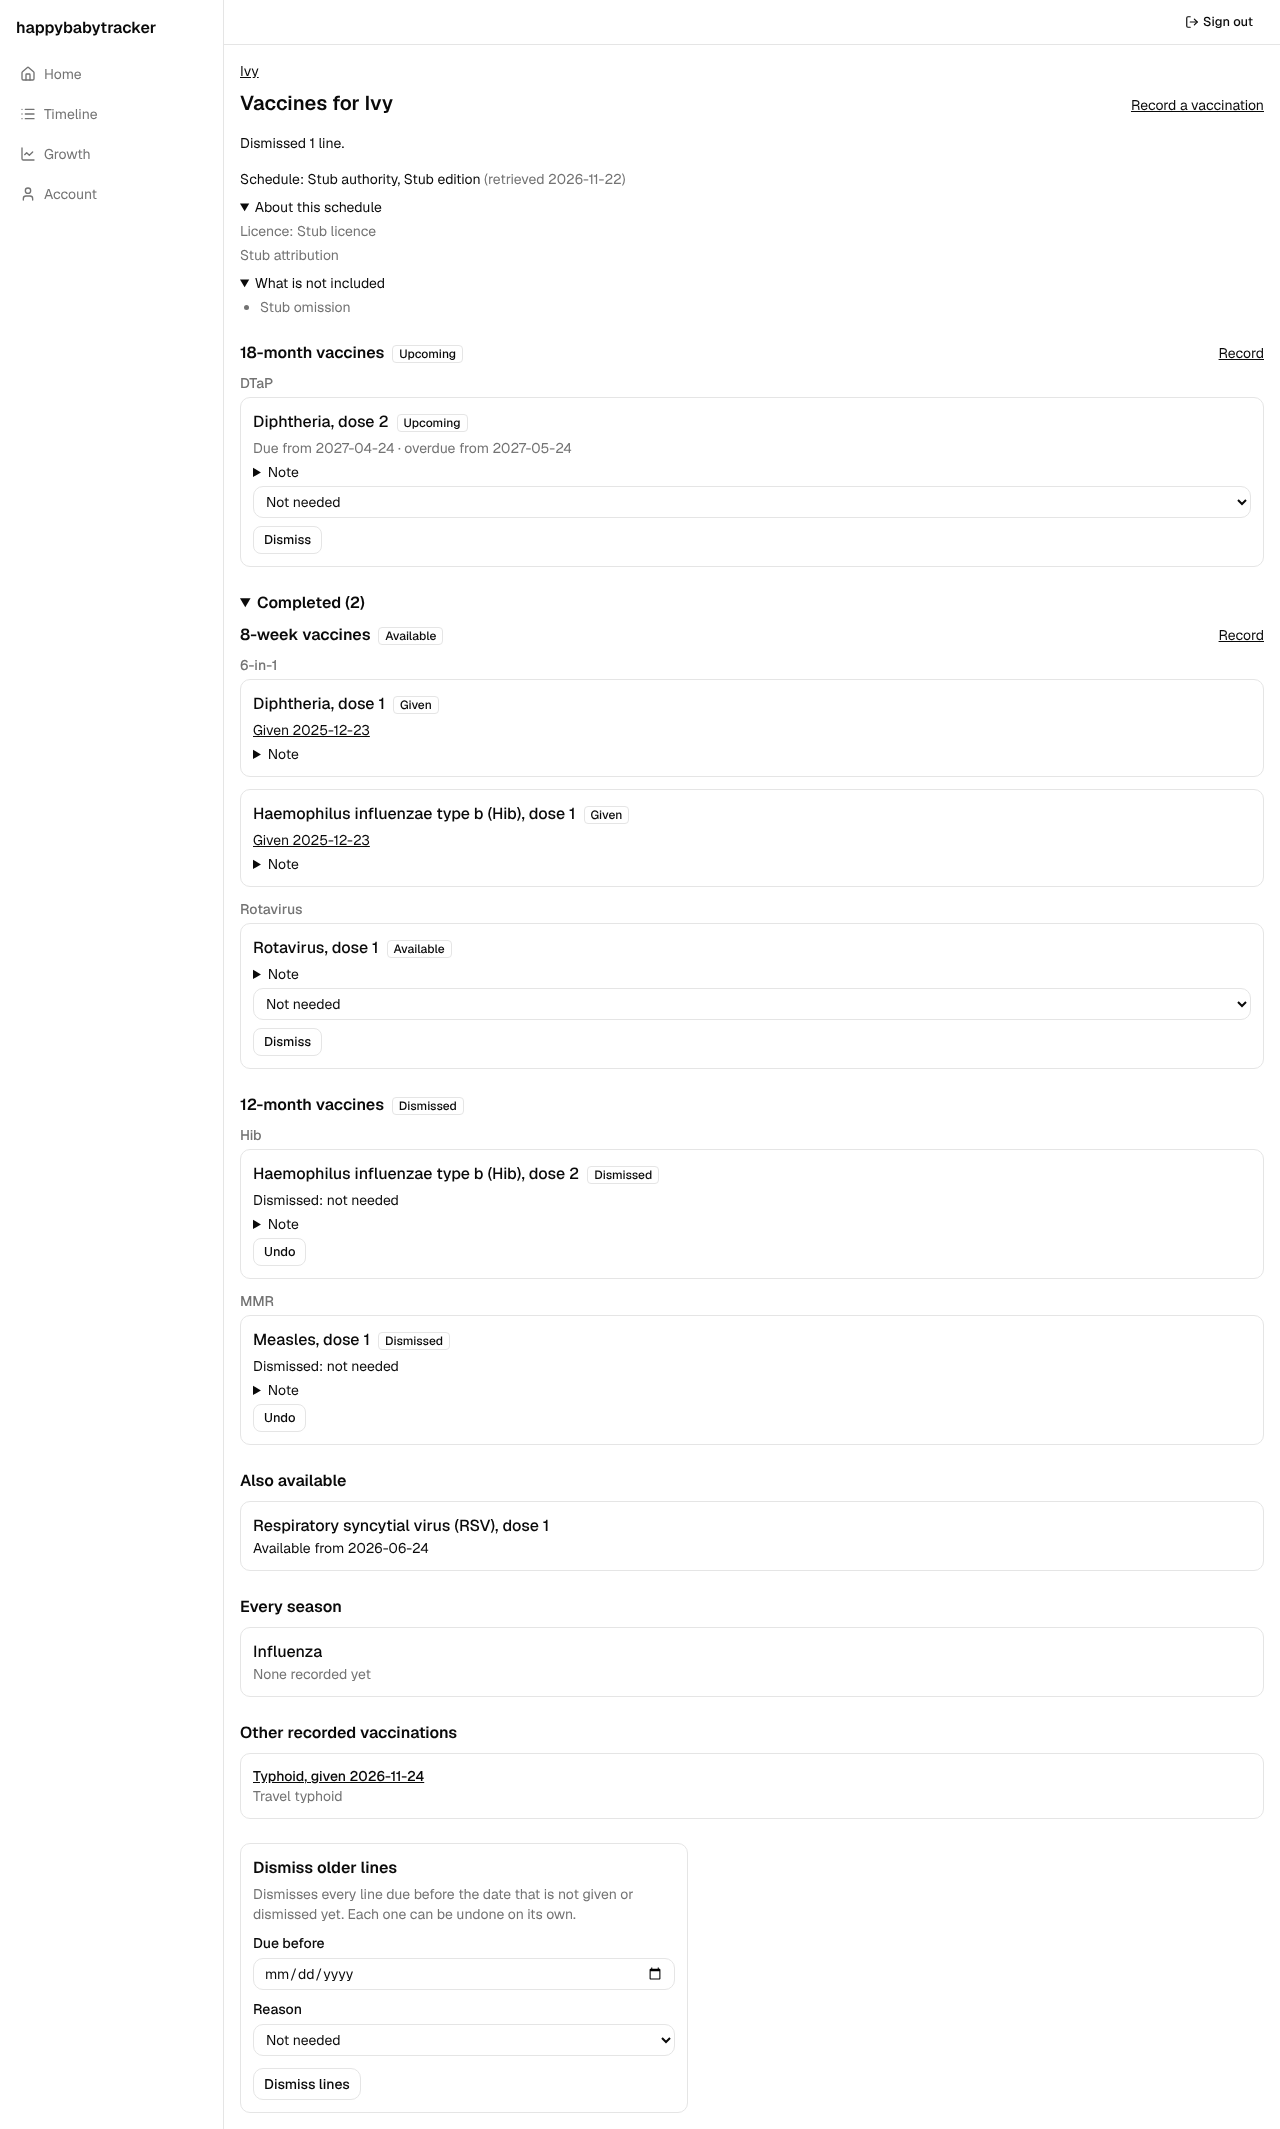 happybabytracker
Sign out
Home
Timeline
Growth
Account
Ivy
Vaccines for Ivy
Record a vaccination
Dismissed 1 line.
Schedule: Stub authority, Stub edition (retrieved 2026-11-22)
About this schedule
Licence: Stub licence
Stub attribution
What is not included
Stub omission
18-month vaccines Upcoming
Record
DTaP
Diphtheria, dose 2 Upcoming
Due from 2027-04-24 · overdue from 2027-05-24
Note
Not needed
Dismiss
Completed (2)
8-week vaccines Available
Record
6-in-1
Diphtheria, dose 1 Given
Given 2025-12-23
Note
Haemophilus influenzae type b (Hib), dose 1 Given
Given 2025-12-23
Note
Rotavirus
Rotavirus, dose 1 Available
Note
Not needed
Dismiss
12-month vaccines Dismissed
Hib
Haemophilus influenzae type b (Hib), dose 2 Dismissed
Dismissed: not needed
Note
Undo
MMR
Measles, dose 1 Dismissed
Dismissed: not needed
Note
Undo
Also available
Respiratory syncytial virus (RSV), dose 1
Available from 2026-06-24
Every season
Influenza
None recorded yet
Other recorded vaccinations
Typhoid, given 2026-11-24
Travel typhoid
Dismiss older lines
Dismisses every line due before the date that is not given or
dismissed yet. Each one can be undone on its own.
Due before
mm/dd/yyyy
Reason
Not needed
Dismiss lines